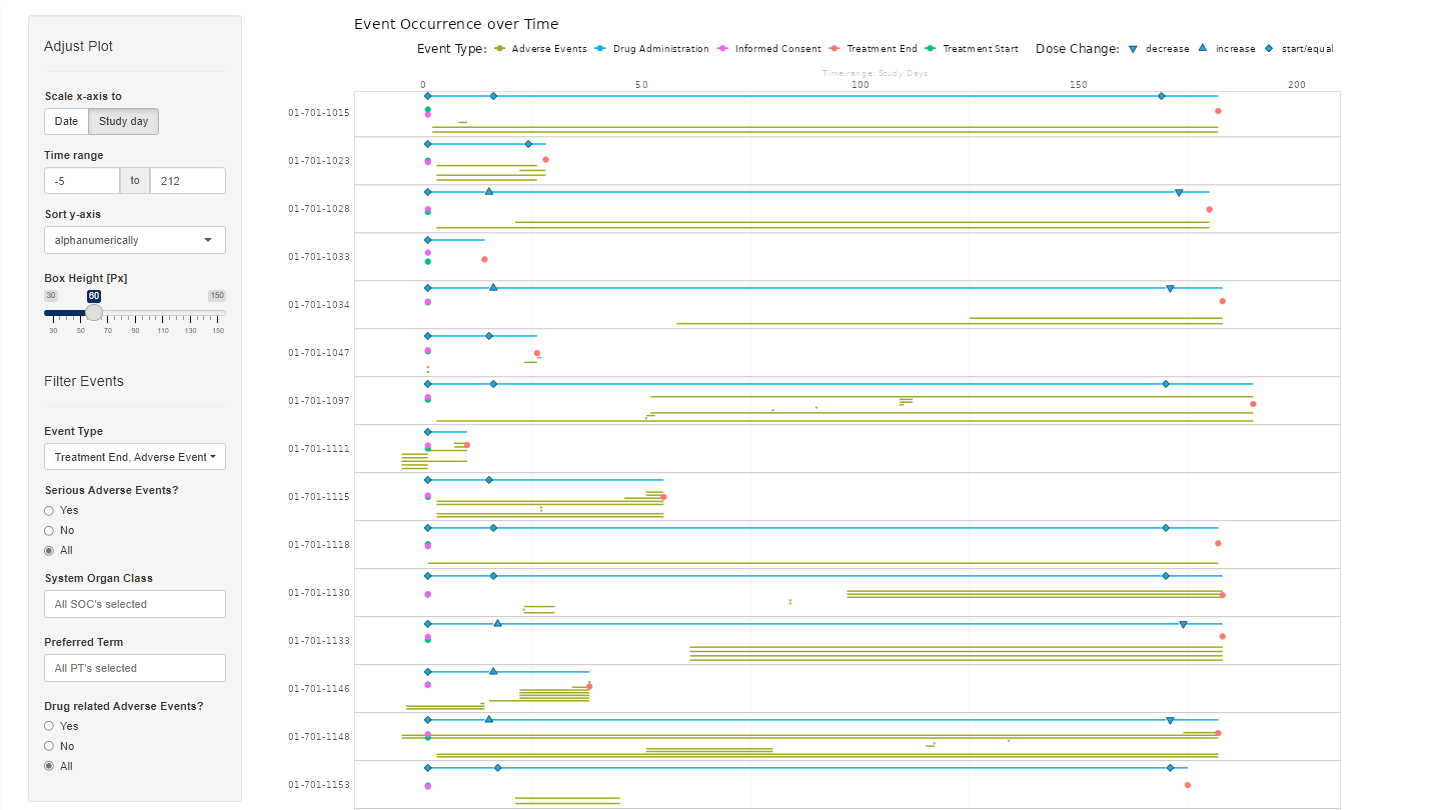 Adjust Plot
Scale x-axis to
Date Study day
Time range
-5 to 212
Sort y-axis
alphanumerically
Box Height [Px]
30 60 150
30 50 70 90 110 130 150
Filter Events
Event Type
Treatment End, Adverse Event
Serious Adverse Events?
Yes
No
All
System Organ Class
All SOC's selected
Preferred Term
All PT's selected
Drug related Adverse Events?
Yes
No
All
Event Occurrence over Time
Event Type: Adverse Events Drug Administration Informed Consent Treatment End Treatment Start Dose Change: decrease increase start/equal
Time range: Study Days
0 50 100 150 200
01-701-1015
01-701-1023
01-701-1028
01-701-1033
01-701-1034
01-701-1047
01-701-1097
01-701-1111
01-701-1115
01-701-1118
01-701-1130
01-701-1133
01-701-1146
01-701-1148
01-701-1153